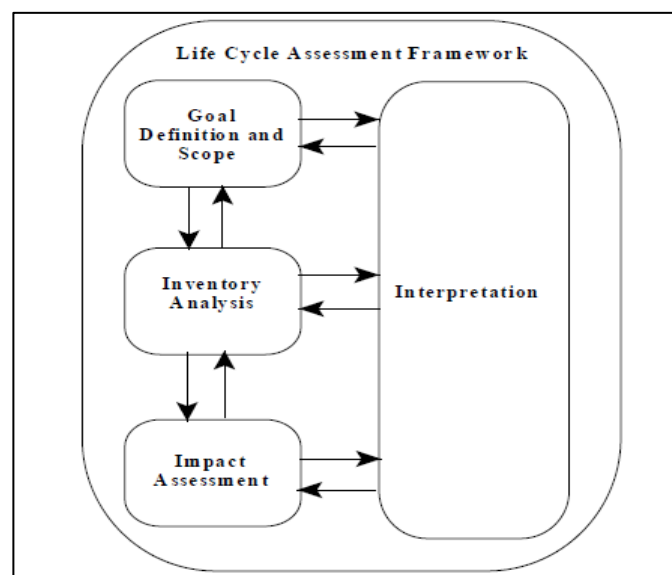 Life Cycle Assessment Framework
Goal
Definition and
Scope
Inventory
Analysis
Interpretation
Impact
Assessment